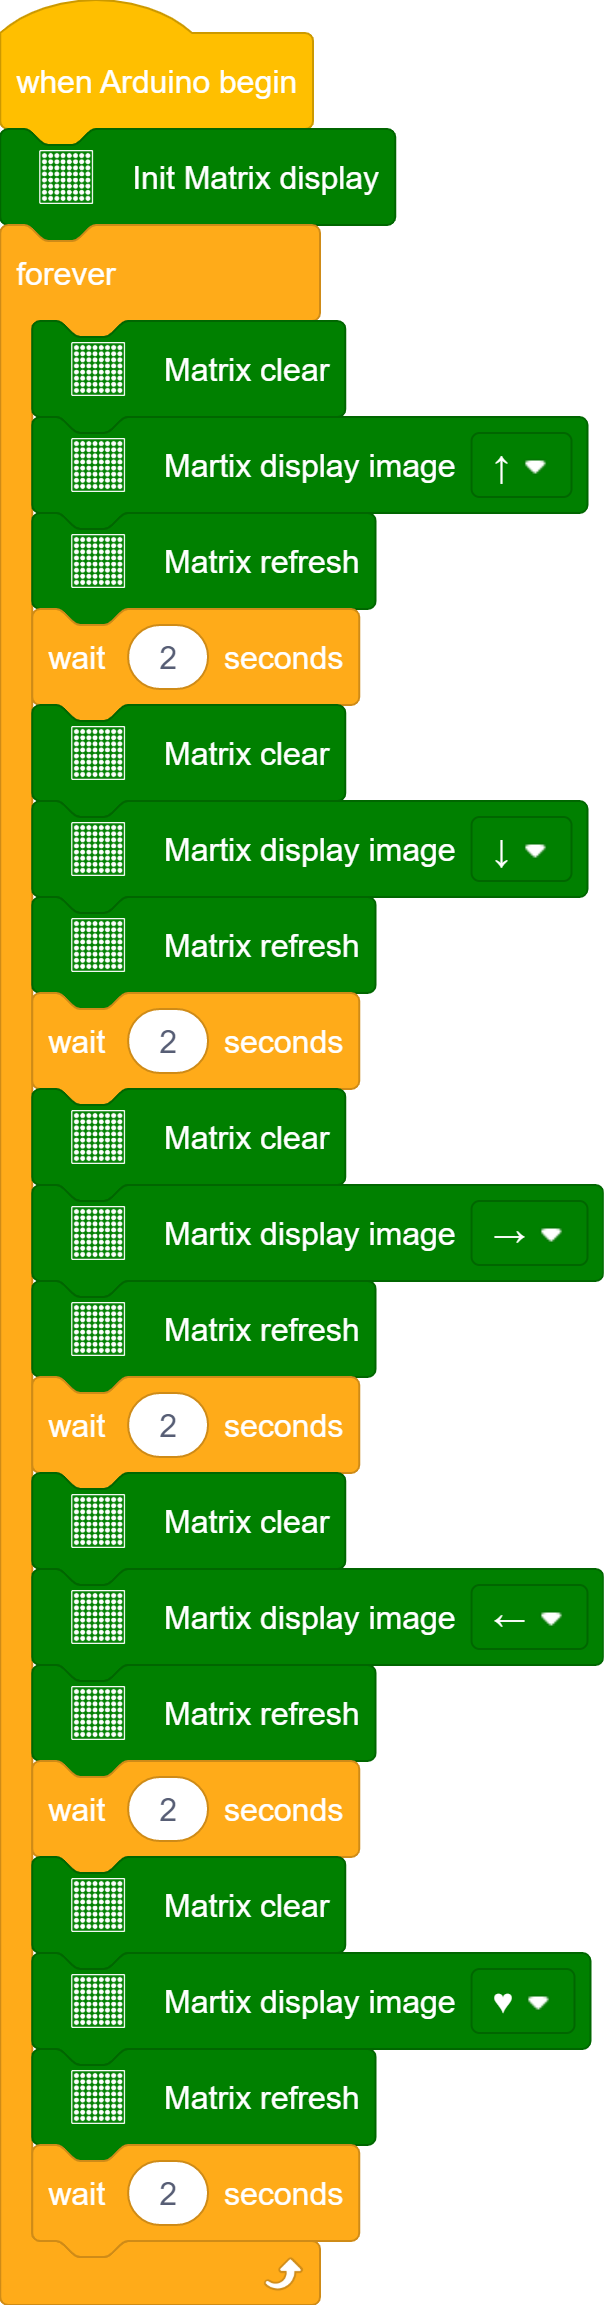 when Arduino begin
Init Matrix display
forever
Matrix clear
Martix display image ↑
Matrix refresh
wait 2 seconds
Matrix clear
Martix display image ↓
Matrix refresh
wait 2 seconds
Matrix clear
Martix display image →
Matrix refresh
wait 2 seconds
Matrix clear
Martix display image ←
Matrix refresh
wait 2 seconds
Matrix clear
Martix display image ♥
Matrix refresh
wait 2 seconds